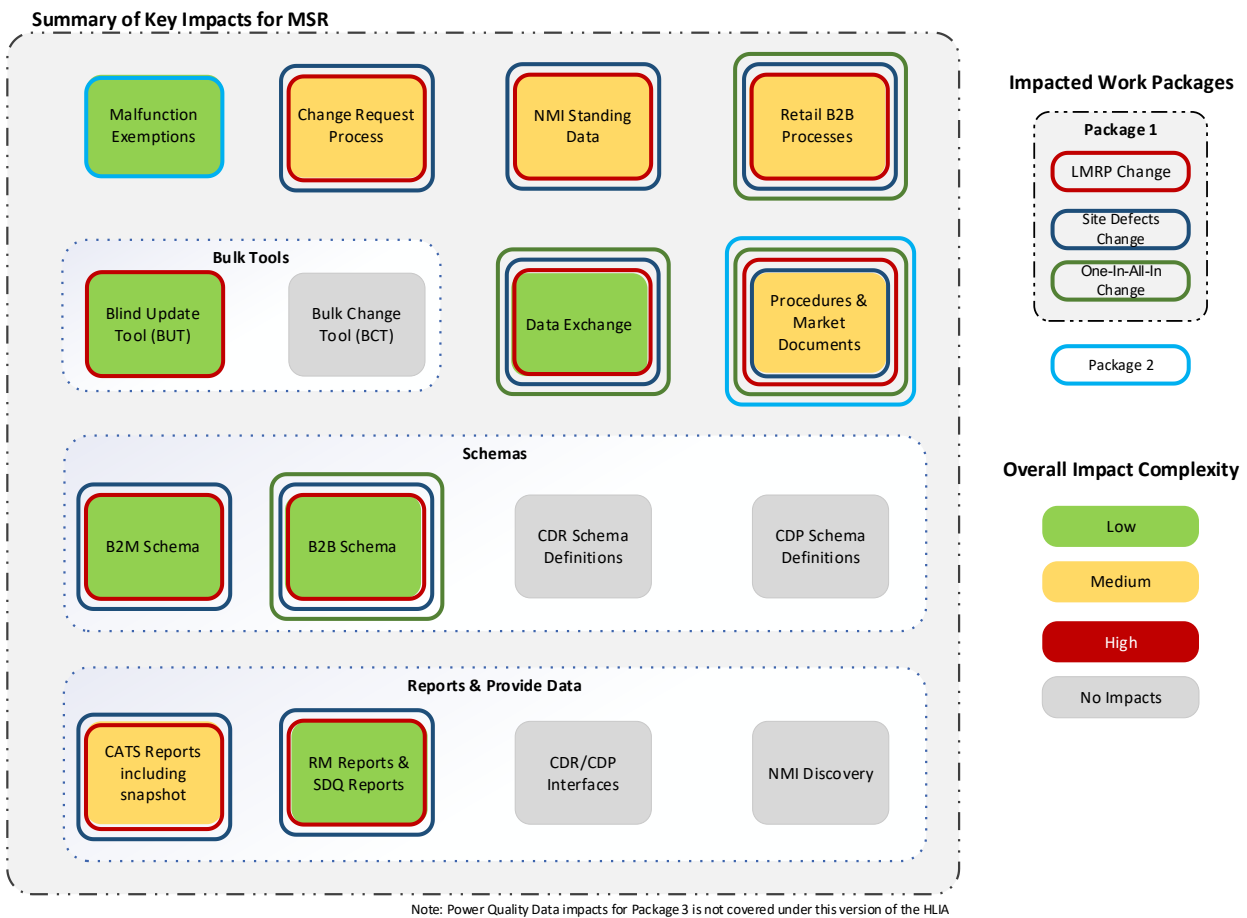 Summary of Key Impacts for MSR
Malfunction
Exemptions
Change Request
Process
NMI Standing
Data
Retail B2B
Processes
Bulk Tools
Blind Update
Tool (BUT)
Bulk Change
Tool (BCT)
Data Exchange
Procedures &
Market
Documents
Schemas
B2M Schema
B2B Schema
CDR Schema
Definitions
CDP Schema
Definitions
Reports & Provide Data
CATS Reports
including
snapshot
RM Reports &
SDQ Reports
CDR/CDP
Interfaces
NMI Discovery
Note: Power Quality Data impacts for Package 3 is not covered under this version of the HLIA
Impacted Work Packages
Package 1
LMRP Change
Site Defects
Change
One-In-All-In
Change
Package 2
Overall Impact Complexity
Low
Medium
High
No Impacts